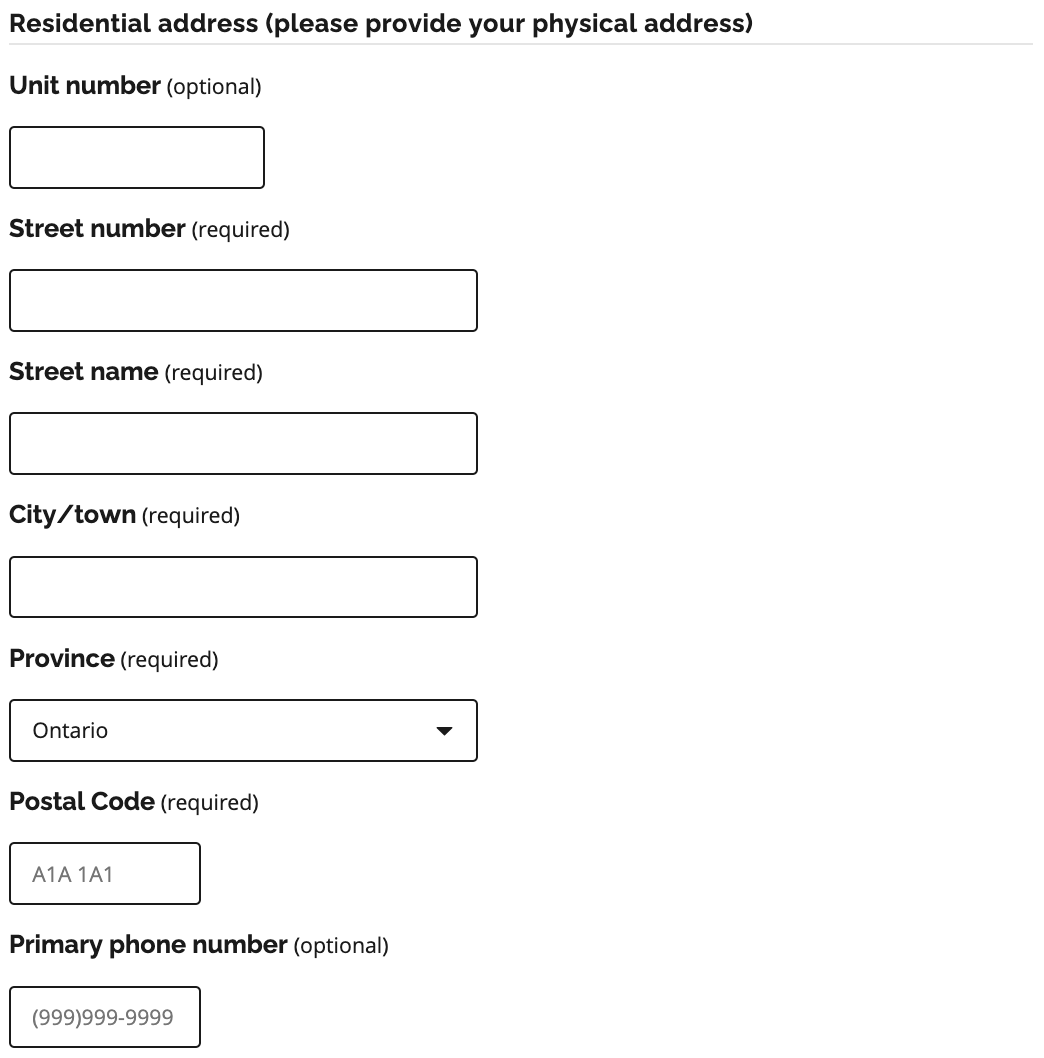 Residential address (please provide your physical address)
Unit number (optional)
Street number (required)
Street name (required)
City/town (required)
Province (required)
Ontario
Postal Code (required)
A1A 1A1
Primary phone number (optional)
(999)999-9999